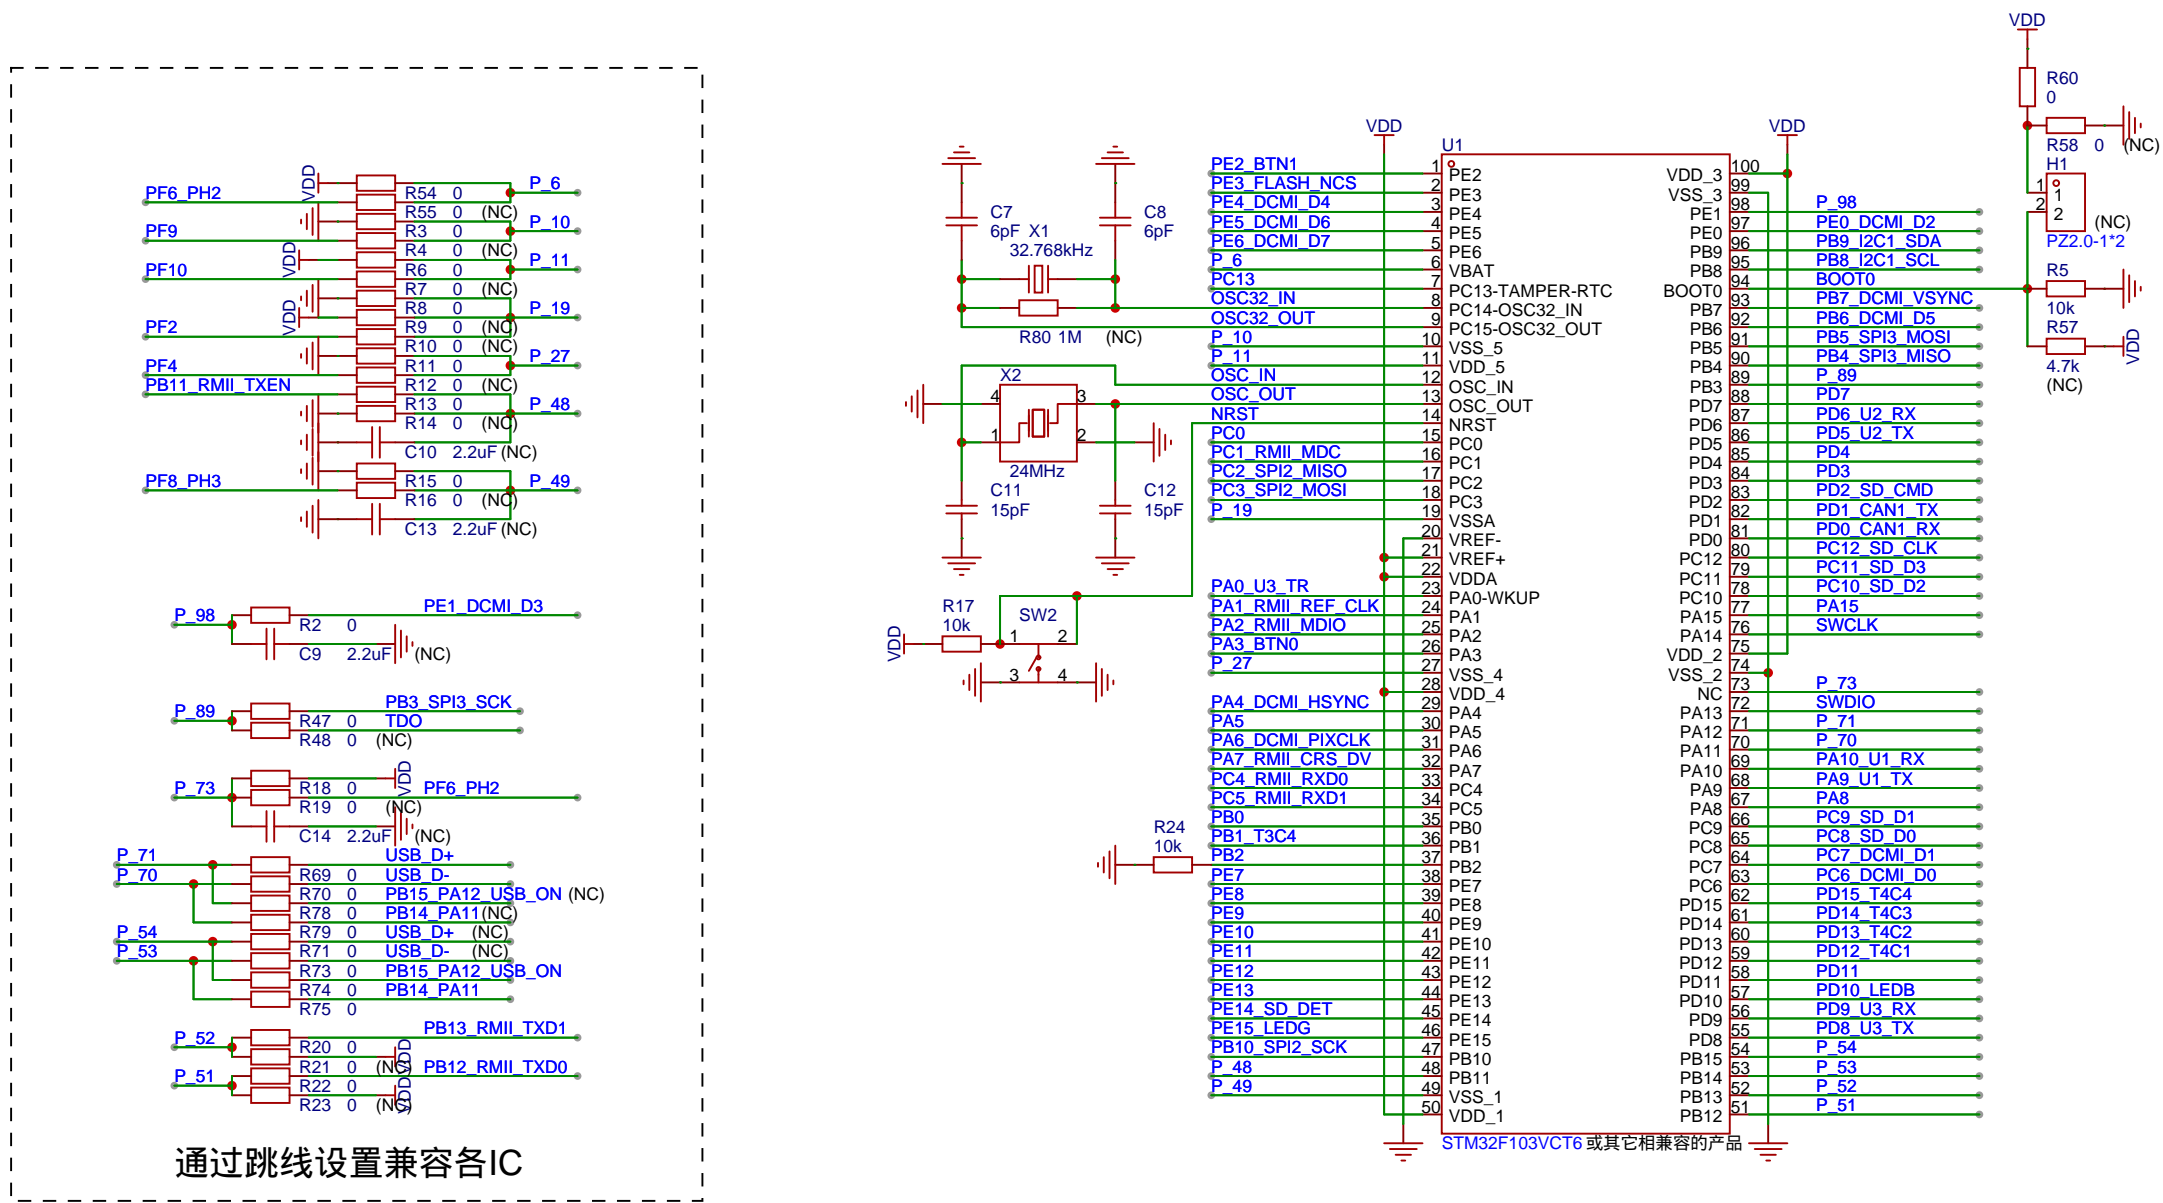 VDD
PF6_PH2
R54 0
P_6
R55 0 (NC)
PF9
R3 0
P_10
R4 0 (NC)
VDD
PF10
R6 0
P_11
R7 0 (NC)
VDD
R8 0
P_19
PF2
R9 0 (NC)
R10 0 (NC)
PF4
R11 0
P_27
PB11_RMII_TXEN
R12 0 (NC)
R13 0
P_48
R14 0 (NC)
C10 2.2uF (NC)
PF8_PH3
R15 0
P_49
R16 0 (NC)
C13 2.2uF (NC)
P_98
PE1_DCMI_D3
R2 0
C9 2.2uF (NC)
P_89
PB3_SPI3_SCK
R47 0 TDO
R48 0 (NC)
P_73
VDD
R18 0 PF6_PH2
R19 0 (NC)
C14 2.2uF (NC)
P_71 USB_D+
P_70 R69 0 USB_D-
R70 0 PB15_PA12_USB_ON (NC)
R78 0 PB14_PA11 (NC)
P_54 R79 0 USB_D+ (NC)
P_53 R71 0 USB_D- (NC)
R73 0 PB15_PA12_USB_ON
R74 0 PB14_PA11
R75 0
P_52 PB13_RMII_TXD1
R20 0 VDD
R21 0 (NC) PB12_RMII_TXD0
P_51
R22 0 VDD
R23 0 (NC)
通过跳线设置兼容各IC
C7
6pF
X1
32.768kHz
C8
6pF
R80 1M (NC)
X2
4 3
1 2
24MHz
C11
15pF
C12
15pF
VDD
R17
10k
SW2
1 2
3 4
R24
10k
VDD
VDD
U1
PE2_BTN1 1 PE2
PE3_FLASH_NCS 2 PE3
PE4_DCMI_D4 3 PE4
PE5_DCMI_D6 4 PE5
PE6_DCMI_D7 5 PE6
P_6 6 VBAT
PC13 7 PC13-TAMPER-RTC
OSC32_IN 8 PC14-OSC32_IN
OSC32_OUT 9 PC15-OSC32_OUT
P_10 10 VSS_5
P_11 11 VDD_5
OSC_IN 12 OSC_IN
OSC_OUT 13 OSC_OUT
NRST 14 NRST
PC0 15 PC0
PC1_RMII_MDC 16 PC1
PC2_SPI2_MISO 17 PC2
PC3_SPI2_MOSI 18 PC3
P_19 19 VSSA
20 VREF-
21 VREF+
22 VDDA
PA0_U3_TR 23 PA0-WKUP
PA1_RMII_REF_CLK 24 PA1
PA2_RMII_MDIO 25 PA2
PA3_BTN0 26 PA3
P_27 27 VSS_4
28 VDD_4
PA4_DCMI_HSYNC 29 PA4
PA5 30 PA5
PA6_DCMI_PIXCLK 31 PA6
PA7_RMII_CRS_DV 32 PA7
PC4_RMII_RXD0 33 PC4
PC5_RMII_RXD1 34 PC5
PB0 35 PB0
PB1_T3C4 36 PB1
PB2 37 PB2
PE7 38 PE7
PE8 39 PE8
PE9 40 PE9
PE10 41 PE10
PE11 42 PE11
PE12 43 PE12
PE13 44 PE13
PE14_SD_DET 45 PE14
PE15_LEDG 46 PE15
PB10_SPI2_SCK 47 PB10
P_48 48 PB11
P_49 49 VSS_1
50 VDD_1
VDD_3 100
VSS_3 99
PE1 98 P_98
PE0 97 PE0_DCMI_D2
PB9 96 PB9_I2C1_SDA
PB8 95 PB8_I2C1_SCL
BOOT0 94 BOOT0
PB7 93 PB7_DCMI_VSYNC
PB6 92 PB6_DCMI_D5
PB5 91 PB5_SPI3_MOSI
PB4 90 PB4_SPI3_MISO
PB3 89 P_89
PD7 88 PD7
PD6 87 PD6_U2_RX
PD5 86 PD5_U2_TX
PD4 85 PD4
PD3 84 PD3
PD2 83 PD2_SD_CMD
PD1 82 PD1_CAN1_TX
PD0 81 PD0_CAN1_RX
PC12 80 PC12_SD_CLK
PC11 79 PC11_SD_D3
PC10 78 PC10_SD_D2
PA15 77 PA15
PA14 76 SWCLK
VDD_2 75
VSS_2 74
NC 73 P_73
PA13 72 SWDIO
PA12 71 P_71
PA11 70 P_70
PA10 69 PA10_U1_RX
PA9 68 PA9_U1_TX
PA8 67 PA8
PC9 66 PC9_SD_D1
PC8 65 PC8_SD_D0
PC7 64 PC7_DCMI_D1
PC6 63 PC6_DCMI_D0
PD15 62 PD15_T4C4
PD14 61 PD14_T4C3
PD13 60 PD13_T4C2
PD12 59 PD12_T4C1
PD11 58 PD11
PD10 57 PD10_LEDB
PD9 56 PD9_U3_RX
PD8 55 PD8_U3_TX
PB15 54 P_54
PB14 53 P_53
PB13 52 P_52
PB12 51 P_51
STM32F103VCT6 或其它相兼容的产品
VDD
R60
0
R58 0 (NC)
H1
1 1
2 2
(NC)
PZ2.0-1*2
R5
10k
R57
4.7k
(NC)
VDD